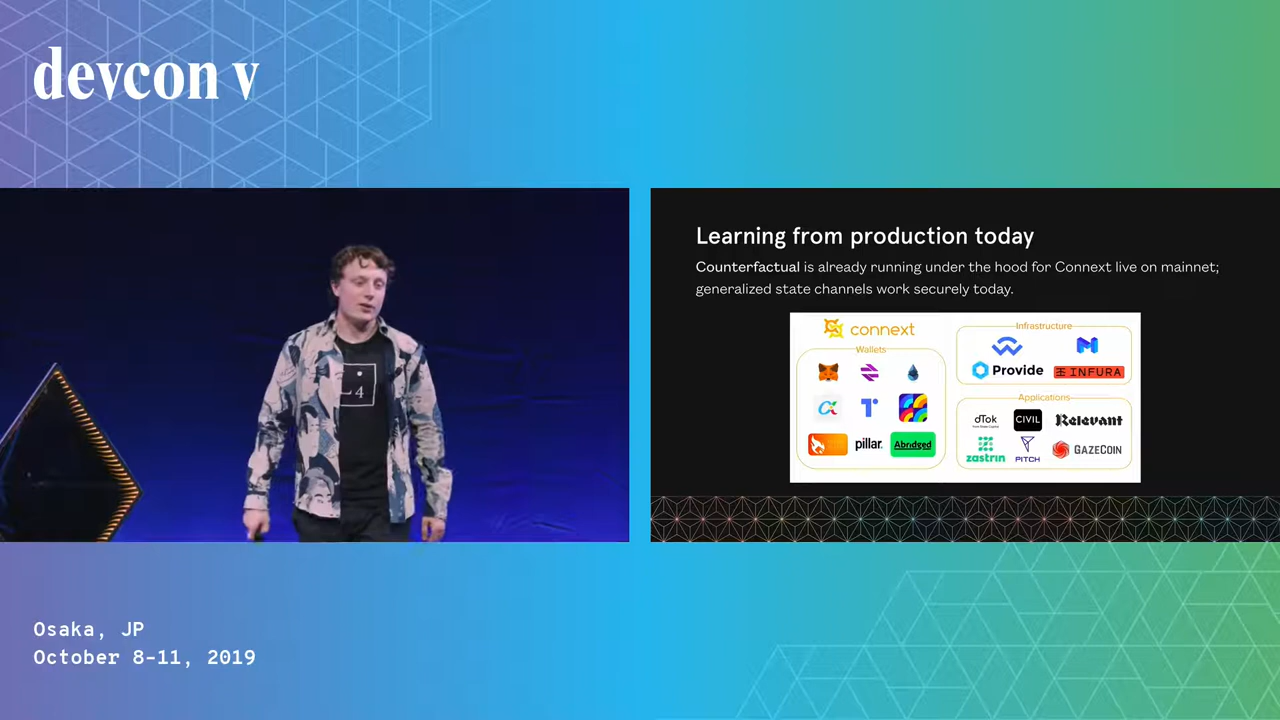 devcon v
L4
Learning from production today
Counterfactual is already running under the hood for Connext live on mainnet;
generalized state channels work securely today.
connext
Wallets
pillar.
Abridged
Infrastructure
Provide
INFURA
Applications
dTok
CIVIL
Relevant
zastrin
PITCH
GAZECOIN
Osaka, JP
October 8-11, 2019